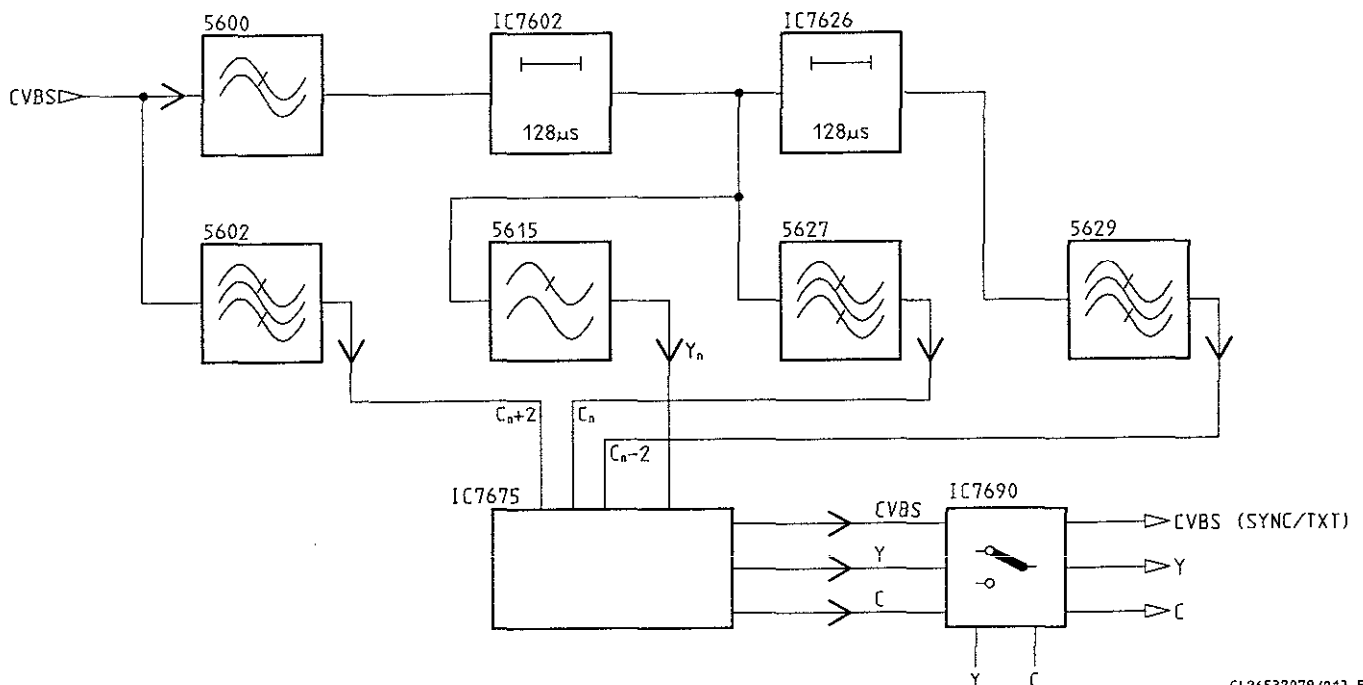 5600
IC7602
IC7626
CVBS
128µs
128µs
5602
5615
5627
5629
Yₙ
Cₙ+2
Cₙ
Cₙ-2
IC7675
IC7690
CVBS
CVBS (SYNC/TXT)
Y
Y
C
C
Y
C